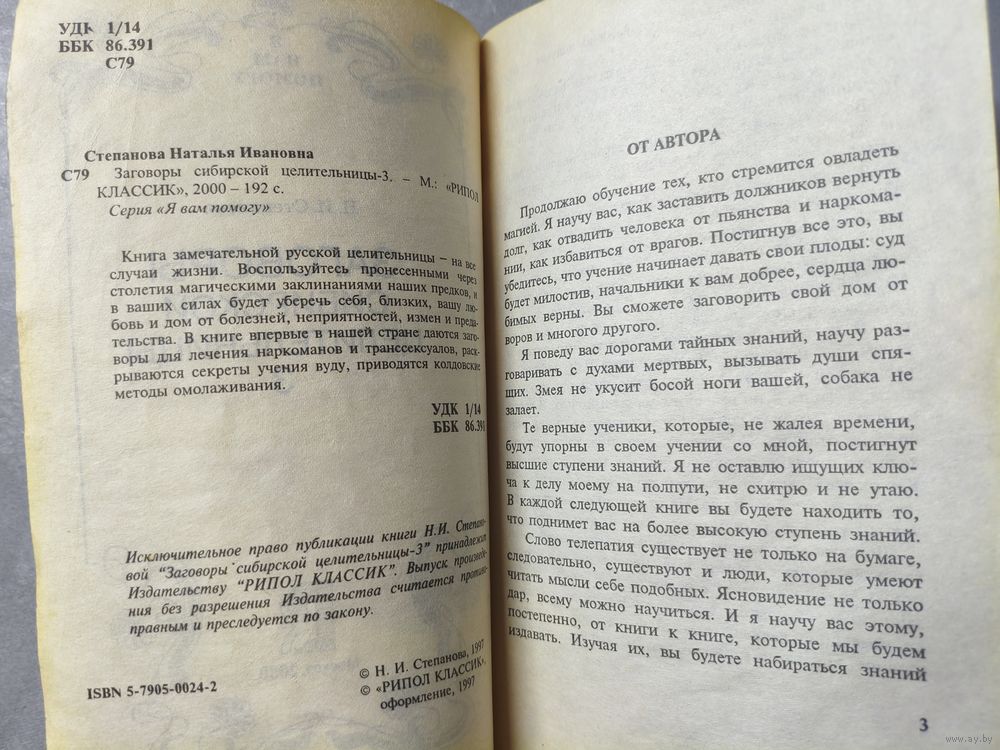 УДК 1/14
ББК 86.391
С79
Степанова Наталья Ивановна
С79 Заговоры сибирской целительницы-3. – М.: «РИПОЛ
КЛАССИК», 2000 – 192 с.
Серия «Я вам помогу»
Книга замечательной русской целительницы – на все
случаи жизни. Воспользуйтесь пронесенными через
столетия магическими заклинаниями наших предков, и
в ваших силах будет уберечь себя, близких, вашу лю-
бовь и дом от болезней, неприятностей, измен и преда-
тельства. В книге впервые в нашей стране даются заго-
воры для лечения наркоманов и транссексуалов, раск-
рываются секреты учения вуду, приводятся колдовские
методы омолаживания.
УДК 1/14
ББК 86.391
Исключительное право публикации книги Н.И. Степано-
вой "Заговоры сибирской целительницы-3" принадлежит
Издательству "РИПОЛ КЛАССИК". Выпуск произведе-
ния без разрешения Издательства считается противо-
правным и преследуется по закону.
© Н. И. Степанова, 1997
© «РИПОЛ КЛАССИК»,
оформление, 1997
ISBN 5-7905-0024-2
ОТ АВТОРА
Продолжаю обучение тех, кто стремится овладеть
магией. Я научу вас, как заставить должников вернуть
долг, как отвадить человека от пьянства и наркома-
нии, как избавиться от врагов. Постигнув все это, вы
убедитесь, что учение начинает давать свои плоды: суд
будет милостив, начальники к вам добрее, сердца лю-
бимых верны. Вы сможете заговорить свой дом от
воров и многого другого.
Я поведу вас дорогами тайных знаний, научу раз-
говаривать с духами мертвых, вызывать души спя-
щих. Змея не укусит босой ноги вашей, собака не
залает.
Те верные ученики, которые, не жалея времени,
будут упорны в своем учении со мной, постигнут
высшие ступени знаний. Я не оставлю ищущих клю-
ча к делу моему на полпути, не схитрю и не утаю.
В каждой следующей книге вы будете находить то,
что поднимет вас на более высокую ступень знаний.
Слово телепатия существует не только на бумаге,
следовательно, существуют и люди, которые умеют
читать мысли себе подобных. Ясновидение не только
дар, всему можно научиться. И я научу вас этому,
постепенно, от книги к книге, которые мы будем
издавать. Изучая их, вы будете набираться знаний
3
www.ay.by